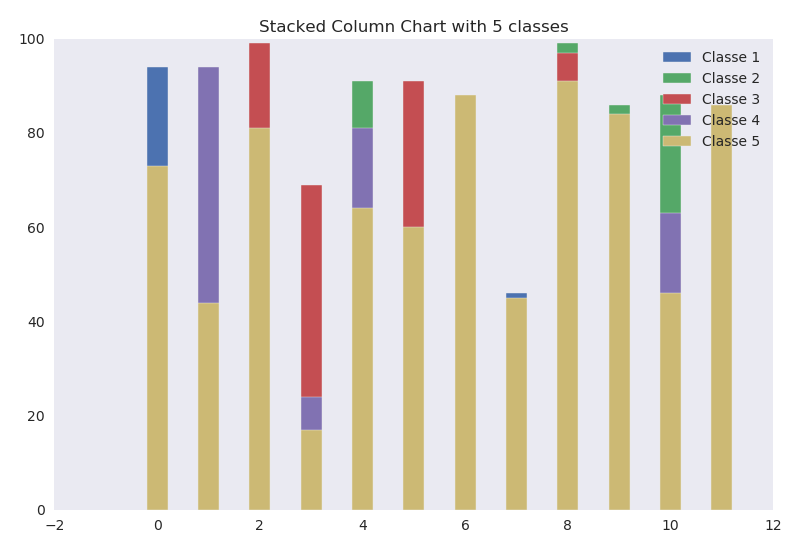 Stacked Column Chart with 5 classes
100
80
60
40
20
0
Classe 1
Classe 2
Classe 3
Classe 4
Classe 5
−2 0 2 4 6 8 10 12